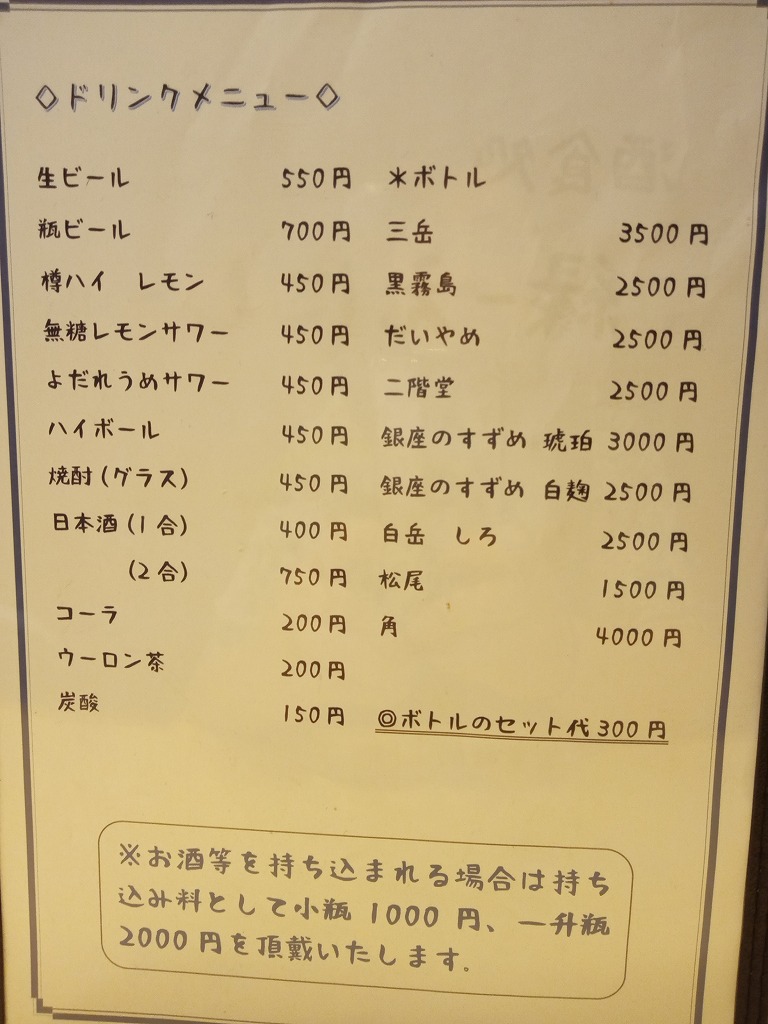 ◇ドリンクメニュー◇
生ビール 550円
瓶ビール 700円
樽ハイ　レモン 450円
無糖レモンサワー 450円
よだれうめサワー 450円
ハイボール 450円
焼酎(グラス) 450円
日本酒(1合) 400円
(2合) 750円
コーラ 200円
ウーロン茶 200円
炭酸 150円
＊ボトル
三岳 3500円
黒霧島 2500円
だいやめ 2500円
二階堂 2500円
銀座のすずめ 琥珀 3000円
銀座のすずめ 白麹 2500円
白岳　しろ 2500円
松尾 1500円
角 4000円
◎ボトルのセット代300円
※お酒等を持ち込まれる場合は持ち
込み料として小瓶 1000 円、一升瓶
2000 円を頂戴いたします。